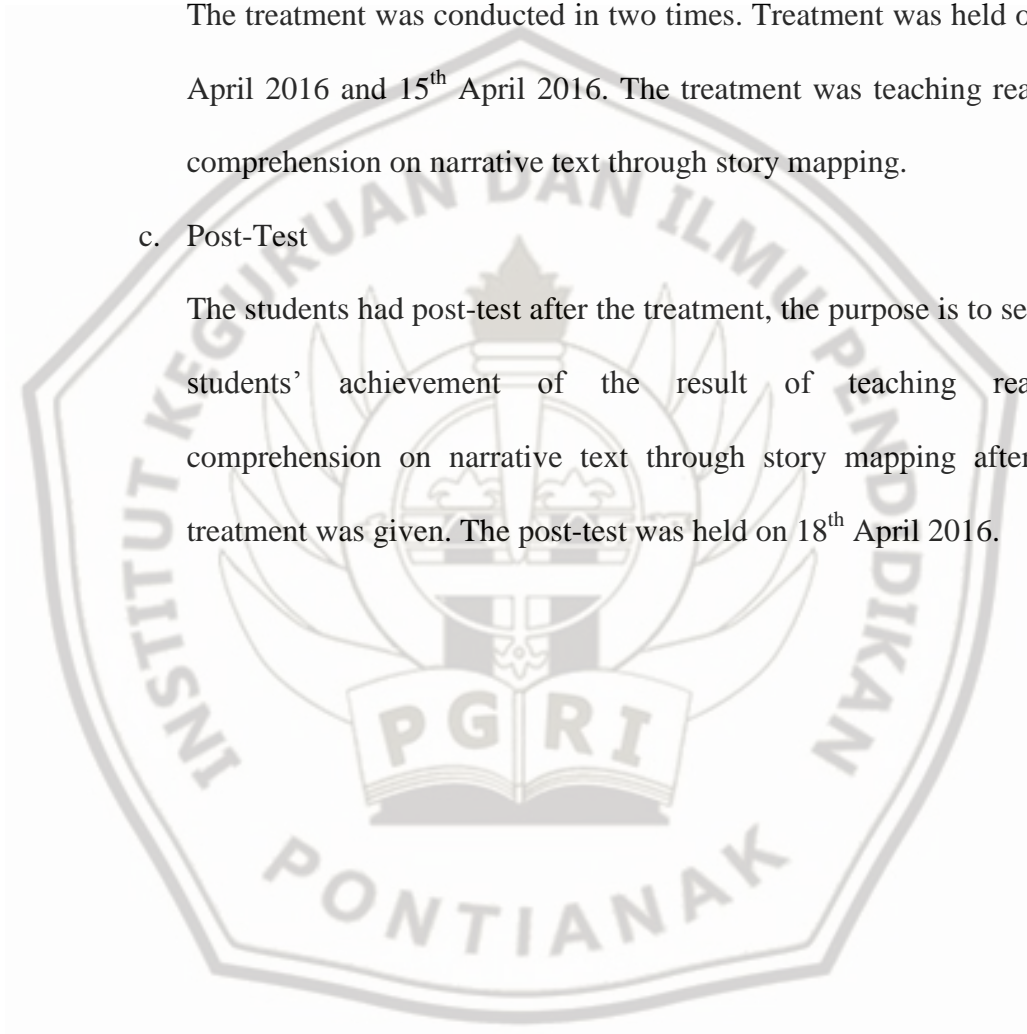 The treatment was conducted in two times. Treatment was held
April 2016 and 15th April 2016. The treatment was teaching
comprehension on narrative text through story mapping.
c. Post-Test
The students had post-test after the treatment, the purpose is to
students’ achievement of the result of teaching
comprehension on narrative text through story mapping after
treatment was given. The post-test was held on 18th April 2016.
INSTITUT KEGURUAN DAN ILMU PENDIDIKAN
PGRI
PONTIANAK